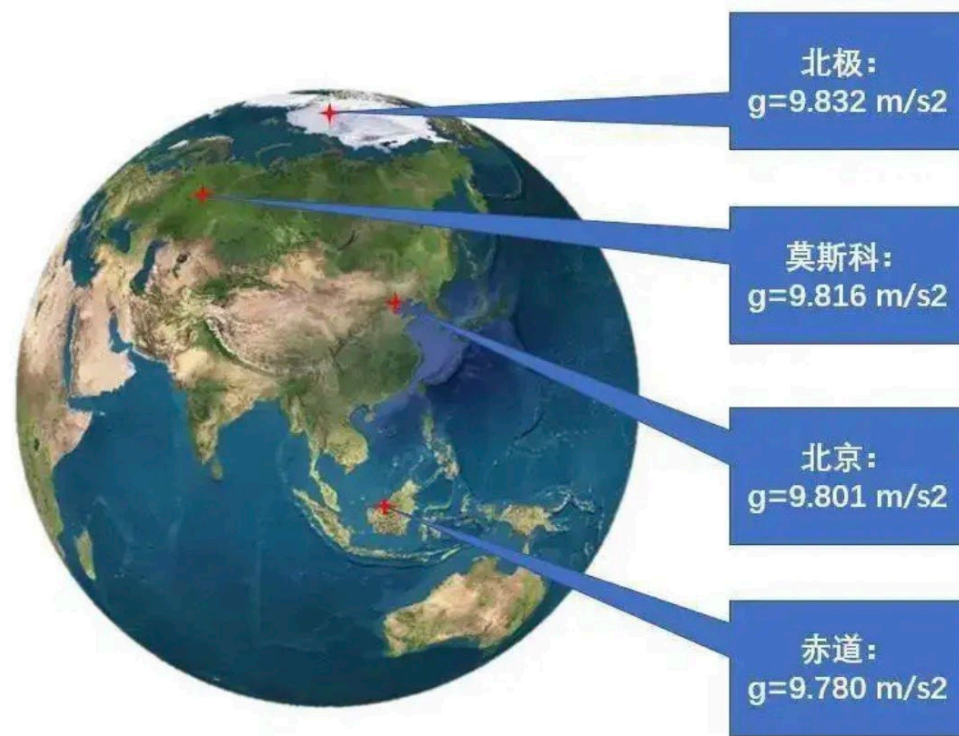 北极：
g=9.832 m/s2
莫斯科：
g=9.816 m/s2
北京：
g=9.801 m/s2
赤道：
g=9.780 m/s2